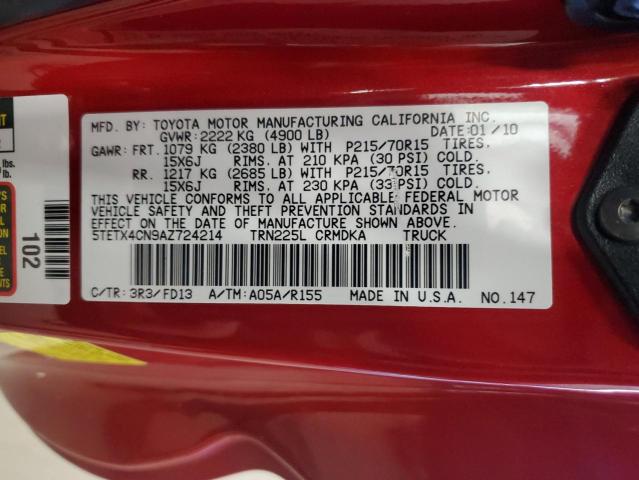 MFD. BY: TOYOTA MOTOR MANUFACTURING CALIFORNIA INC.
GVWR: 2222 KG (4900 LB) DATE: 01/10
GAWR: FRT. 1079 KG (2380 LB) WITH P215/70R15 TIRES.
15X6J RIMS. AT 210 KPA (30 PSI) COLD.
RR. 1217 KG (2685 LB) WITH P215/70R15 TIRES.
15X6J RIMS. AT 230 KPA (33 PSI) COLD.
THIS VEHICLE CONFORMS TO ALL APPLICABLE FEDERAL MOTOR
VEHICLE SAFETY AND THEFT PREVENTION STANDARDS IN
EFFECT ON THE DATE OF MANUFACTURE SHOWN ABOVE.
5TETX4CN9AZ724214 TRN225L CRMDKA TRUCK
C/TR: 3R3/FD13 A/TM: A05A/R155 MADE IN U.S.A. NO. 147
102
lbs.
lb.